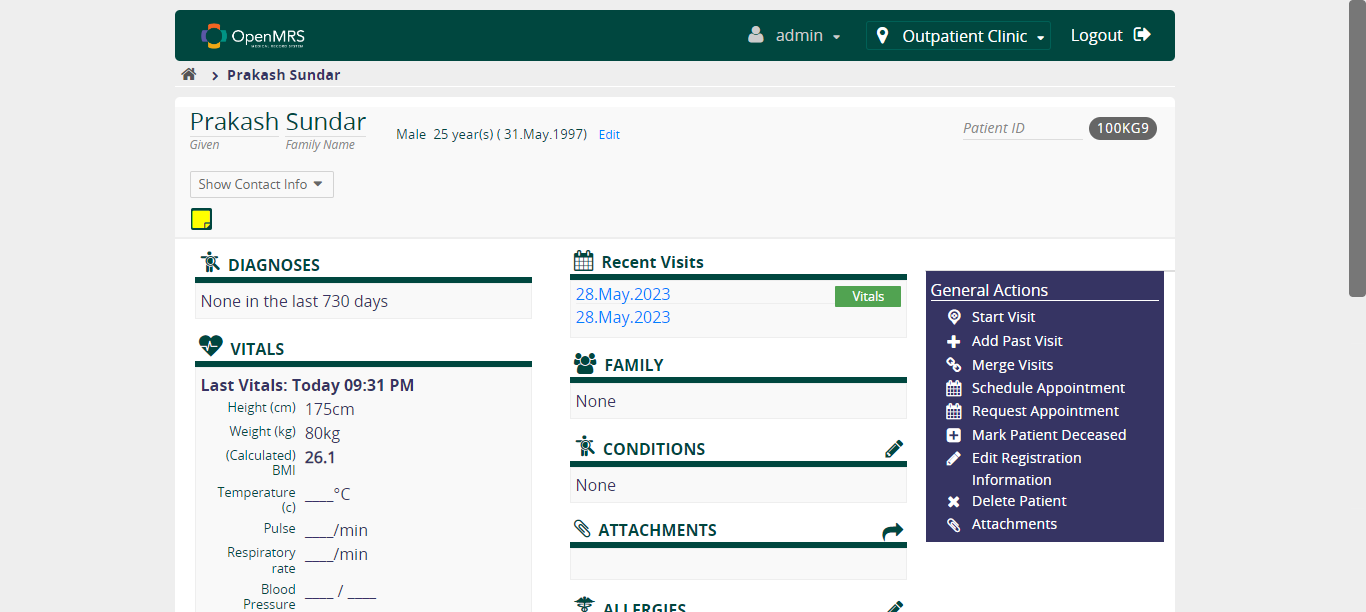 OpenMRS
MEDICAL RECORD SYSTEM
admin
Outpatient Clinic
Logout
Prakash Sundar
Prakash Sundar
Given Family Name
Male 25 year(s) ( 31.May.1997) Edit
Patient ID 100KG9
Show Contact Info
DIAGNOSES
None in the last 730 days
VITALS
Last Vitals: Today 09:31 PM
Height (cm) 175cm
Weight (kg) 80kg
(Calculated) BMI 26.1
Temperature (c) ____°C
Pulse ____/min
Respiratory rate ____/min
Blood Pressure ____ / ____
Recent Visits
28.May.2023 Vitals
28.May.2023
FAMILY
None
CONDITIONS
None
ATTACHMENTS
ALLERGIES
General Actions
Start Visit
Add Past Visit
Merge Visits
Schedule Appointment
Request Appointment
Mark Patient Deceased
Edit Registration
Information
Delete Patient
Attachments